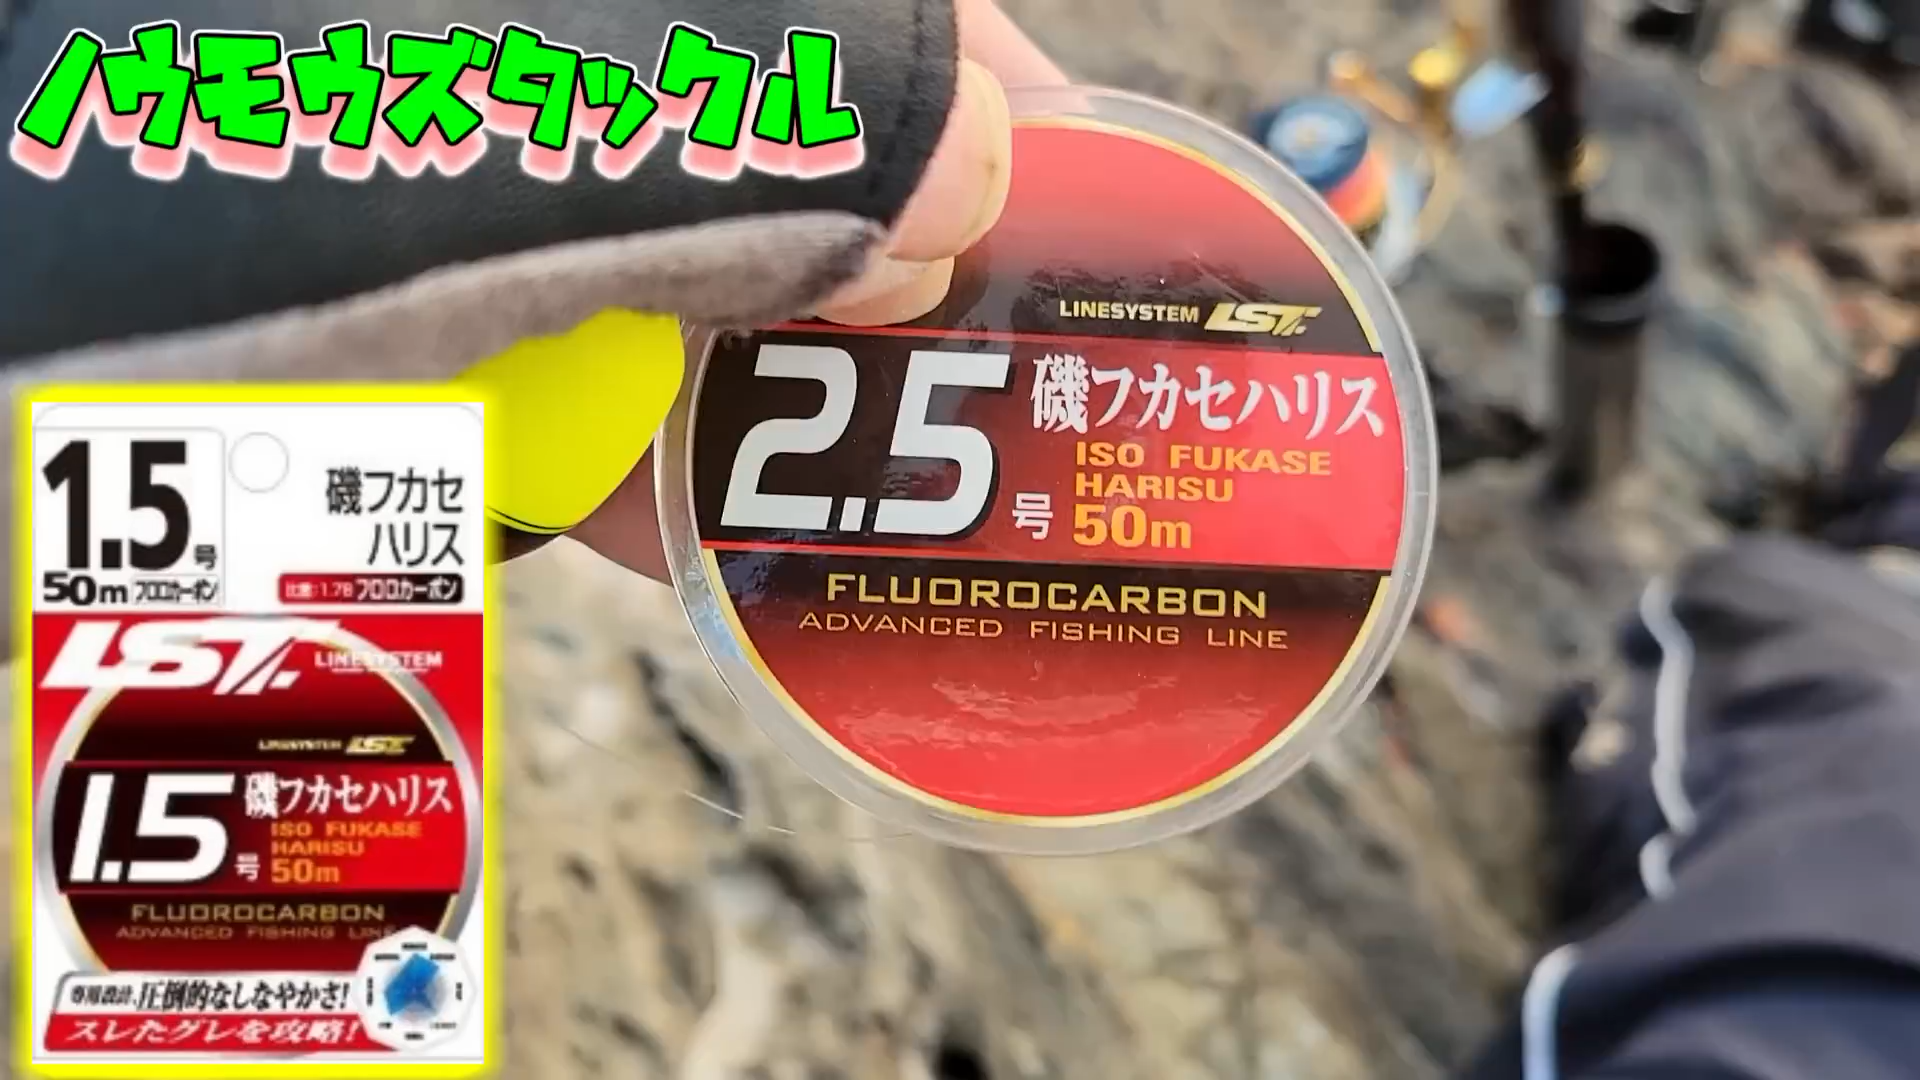 ノウモウズタックル
LINESYSTEM LST.
2.5号
磯フカセハリス
ISO FUKASE
HARISU
50m
FLUOROCARBON
ADVANCED FISHING LINE
1.5号
50m フロロカーボン
磯フカセ
ハリス
比重:1.78 フロロカーボン
LST.
LINESYSTEM
LINESYSTEM LST.
1.5号
磯フカセハリス
ISO FUKASE
HARISU
50m
FLUOROCARBON
ADVANCED FISHING LINE
専用設計、圧倒的なしなやかさ!
スレたグレを攻略!